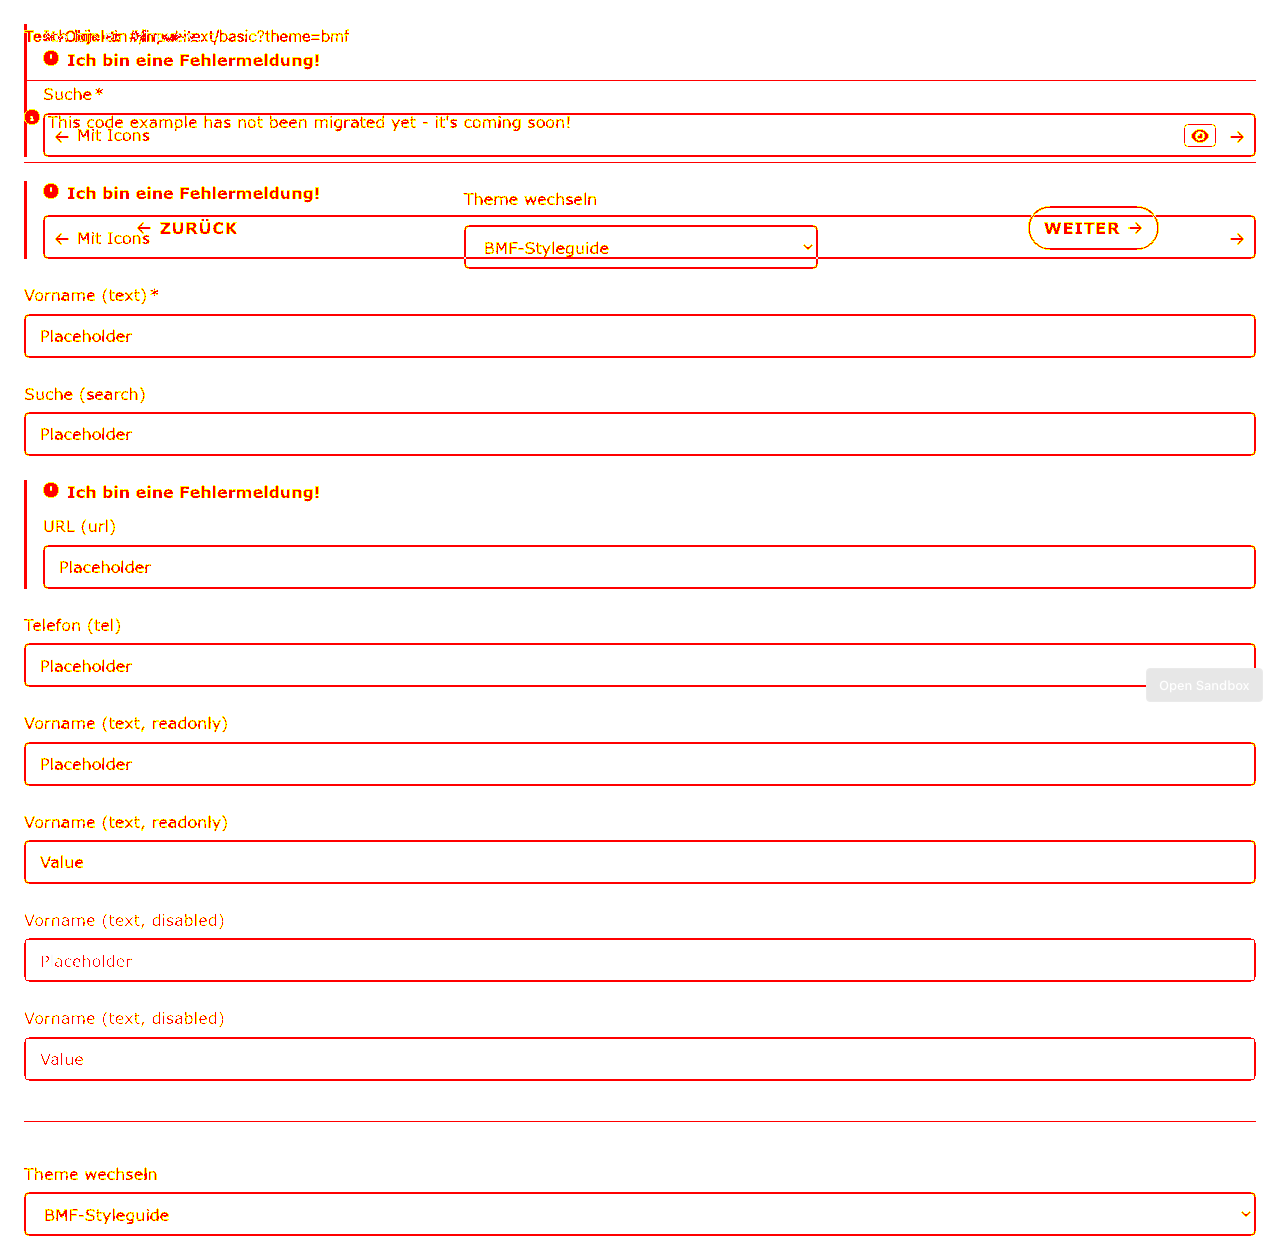 /basic?theme=bmf
Ich bin eine Fehlermeldung!
Suche*
This code example has not been migrated yet - it's coming soon!
← Mit Icons →
Ich bin eine Fehlermeldung!
Theme wechseln
← ZURÜCK
WEITER →
← Mit Icons →
BMF-Styleguide
Vorname (text)*
Placeholder
Suche (search)
Placeholder
Ich bin eine Fehlermeldung!
URL (url)
Placeholder
Telefon (tel)
Placeholder
Open Sandbox
Vorname (text, readonly)
Placeholder
Vorname (text, readonly)
Value
Vorname (text, disabled)
Placeholder
Vorname (text, disabled)
Value
Theme wechseln
BMF-Styleguide